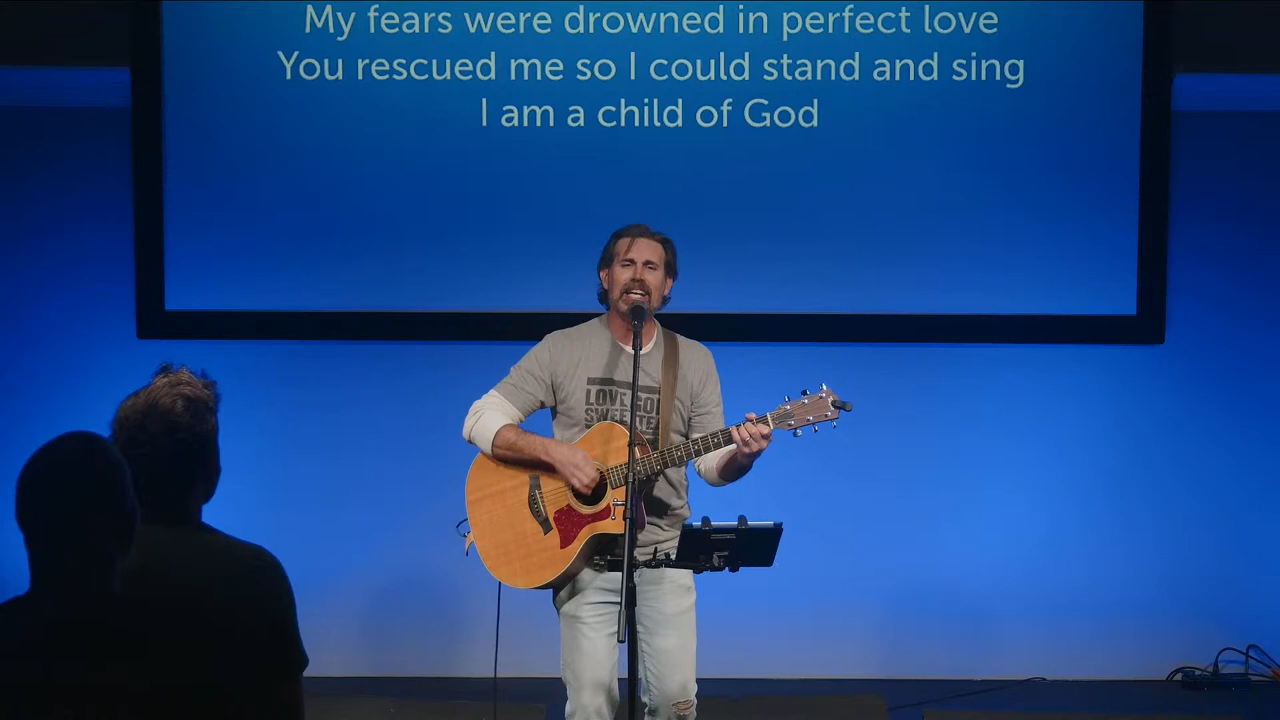 My fears were drowned in perfect love
You rescued me so I could stand and sing
I am a child of God
LOVE GOD